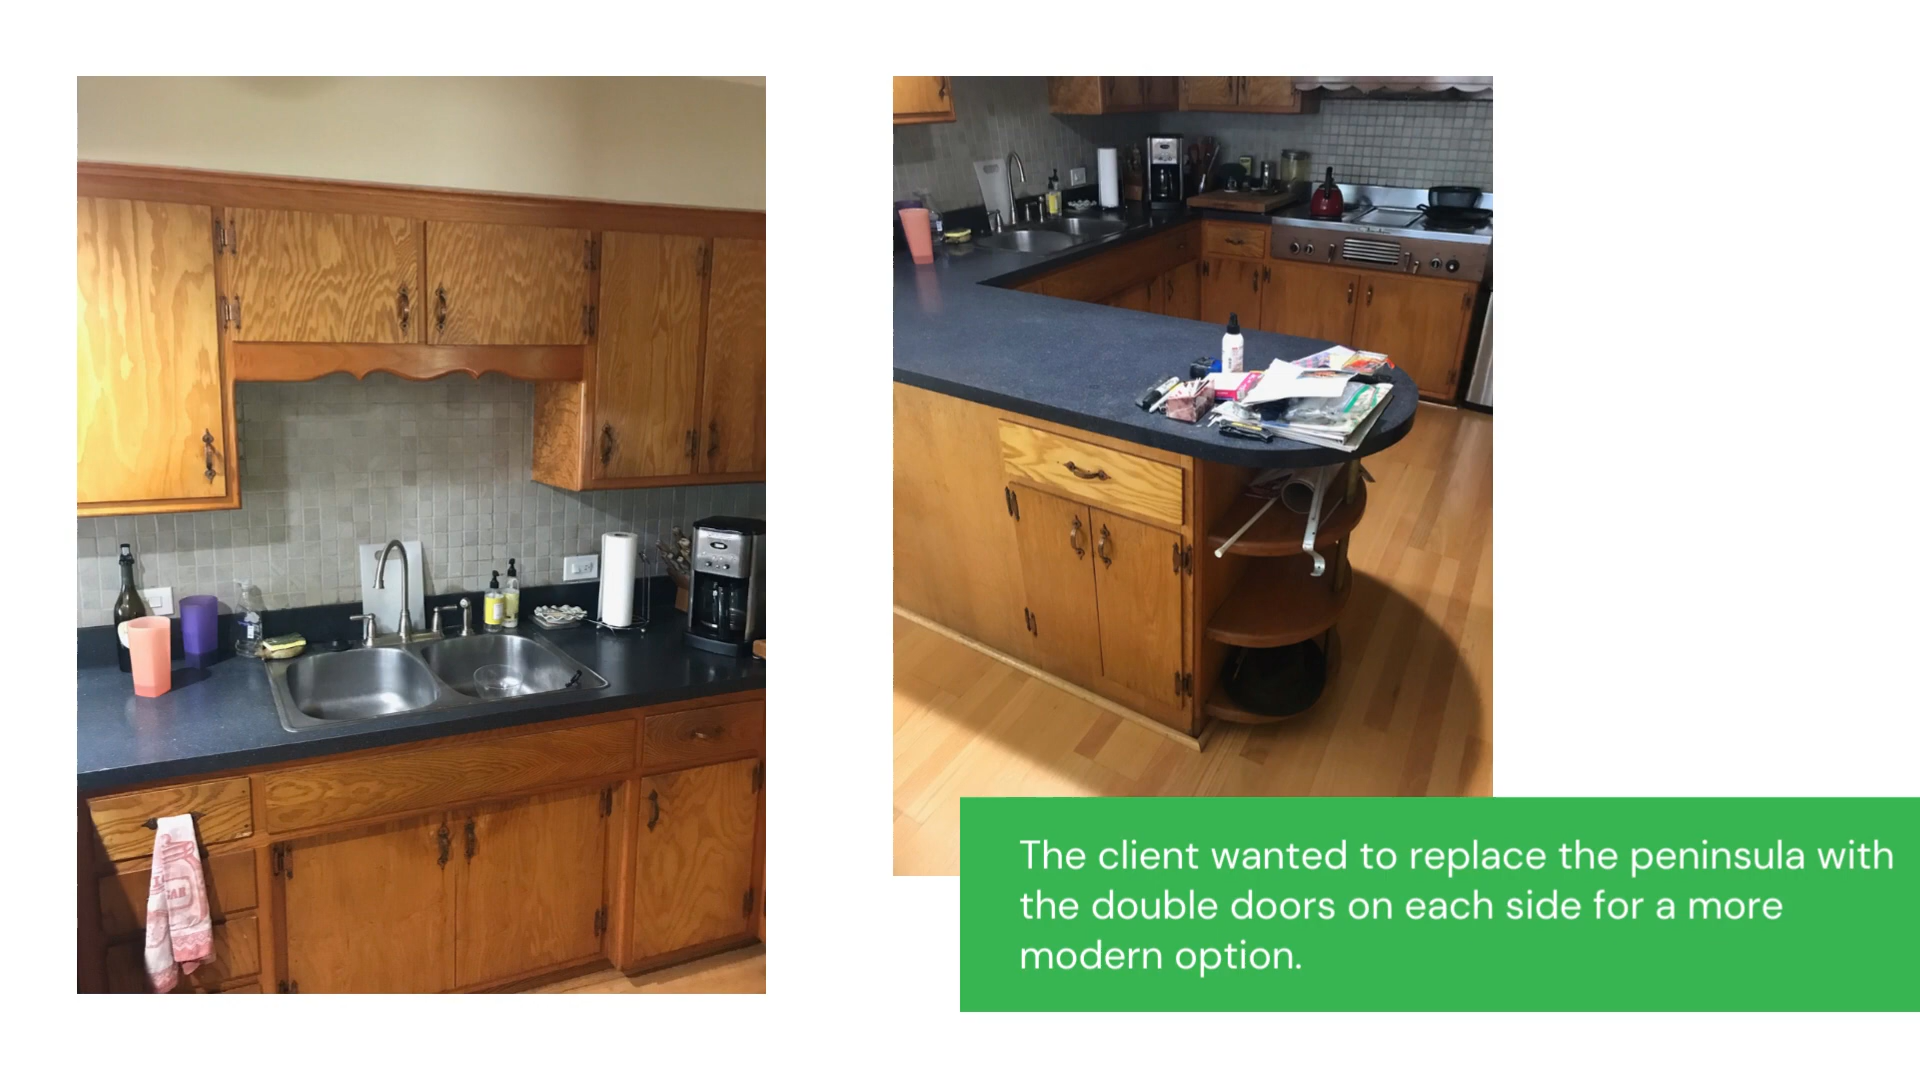 The client wanted to replace the peninsula with
the double doors on each side for a more
modern option.